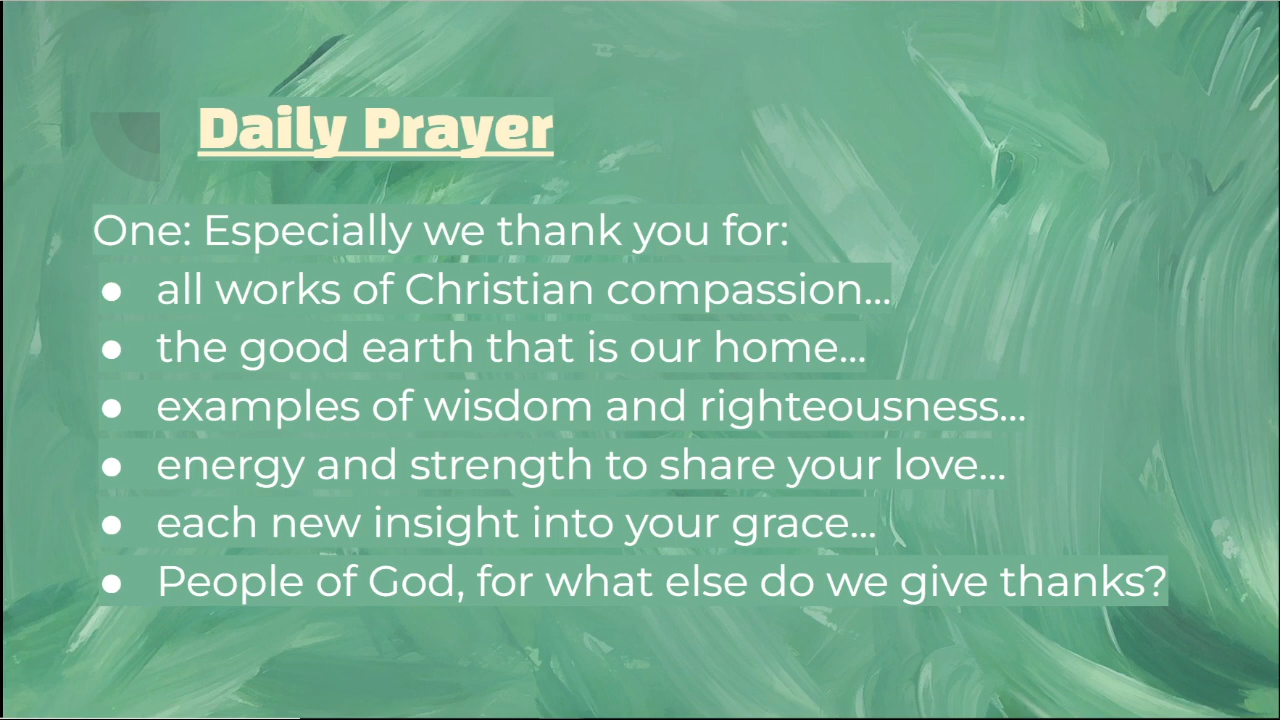 Daily Prayer
One: Especially we thank you for:
● all works of Christian compassion...
● the good earth that is our home...
● examples of wisdom and righteousness...
● energy and strength to share your love...
● each new insight into your grace...
● People of God, for what else do we give thanks?